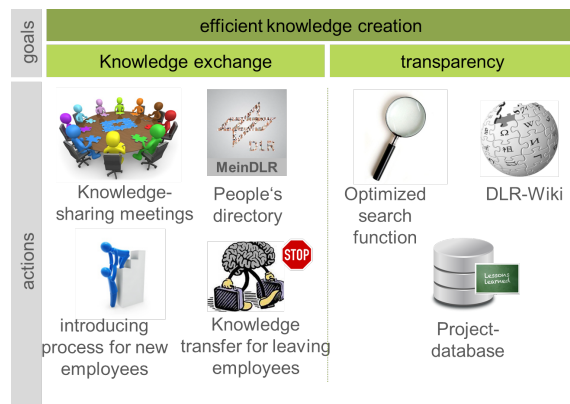 goals
efficient knowledge creation
Knowledge exchange
transparency
actions
Knowledge-
sharing meetings
DLR
MeinDLR
People's
directory
Optimized
search
function
W
DLR-Wiki
introducing
process for new
employees
STOP
Knowledge
transfer for leaving
employees
Lessons
learned
Project-
database